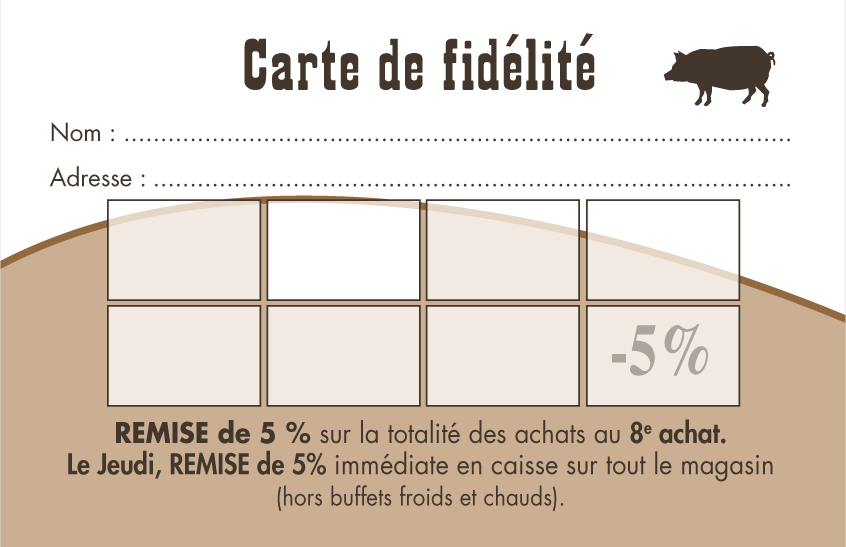 Carte de fidélité
Nom : ..........................................................................................
Adresse : .....................................................................................
-5%
REMISE de 5 % sur la totalité des achats au 8e achat.
Le Jeudi, REMISE de 5% immédiate en caisse sur tout le magasin
(hors buffets froids et chauds).